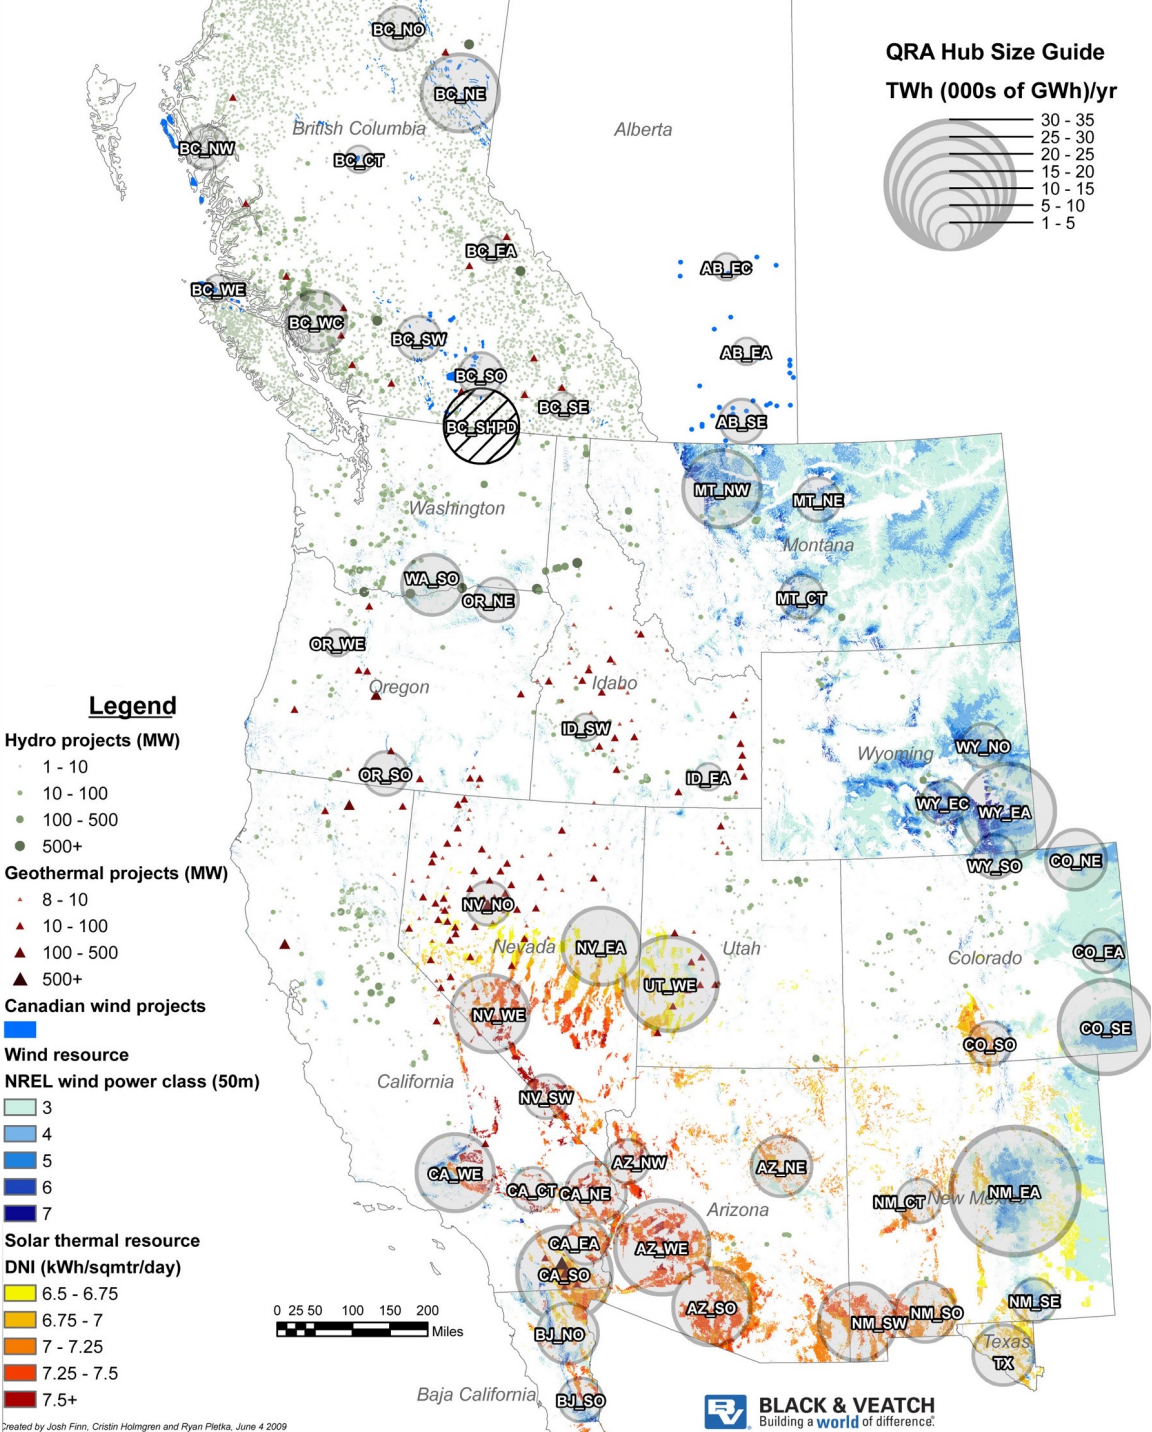 QRA Hub Size Guide
TWh (000s of GWh)/yr
30 - 35
25 - 30
20 - 25
15 - 20
10 - 15
5 - 10
1 - 5
BC_NO
BC_NE
British Columbia
Alberta
BC_NW
BC_CT
BC_EA
AB_EC
BC_WE
BC_WC
BC_SW
AB_EA
BC_SO
BC_SE
AB_SE
BC_SHPD
MT_NW
MT_NE
Washington
Montana
WA_SO
OR_NE
MT_CT
OR_WE
Oregon
Idaho
ID_SW
WY_NO
Wyoming
OR_SO
ID_EA
WY_EC
WY_EA
WY_SO
CO_NE
NV_NO
Nevada
NV_EA
Utah
CO_EA
Colorado
UT_WE
NV_WE
CO_SE
CO_SO
California
NV_SW
AZ_NW
AZ_NE
CA_WE
CA_CT
CA_NE
NM_CT
New Mexico
NM_EA
Arizona
CA_EA
AZ_WE
CA_SO
AZ_SO
NM_SW
NM_SO
NM_SE
BJ_NO
Texas
TX
Baja California
BJ_SO
Legend
Hydro projects (MW)
1 - 10
10 - 100
100 - 500
500+
Geothermal projects (MW)
8 - 10
10 - 100
100 - 500
500+
Canadian wind projects
Wind resource
NREL wind power class (50m)
3
4
5
6
7
Solar thermal resource
DNI (kWh/sqmtr/day)
6.5 - 6.75
6.75 - 7
7 - 7.25
7.25 - 7.5
7.5+
0 25 50 100 150 200
Miles
BV
BLACK & VEATCH
Building a world of difference.
Created by Josh Finn, Cristin Holmgren and Ryan Pletka, June 4 2009